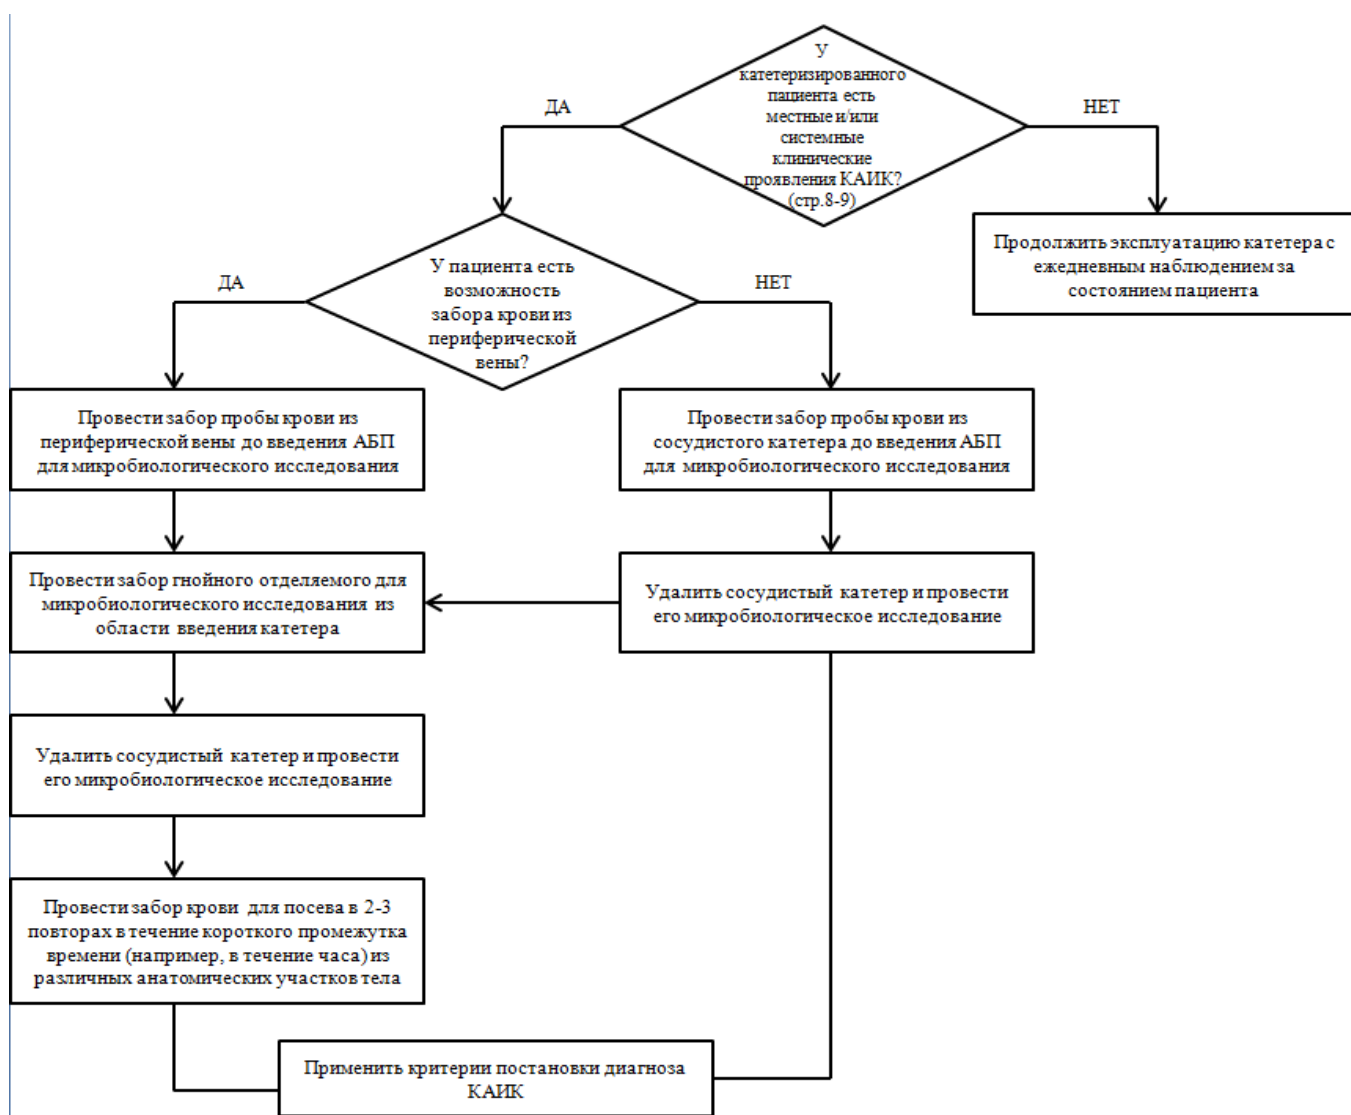 У
катетеризированного
пациента есть
местные и/или
системные
клинические
проявления КАИК?
(стр.8-9)
ДА
НЕТ
Продолжить эксплуатацию катетера с
ежедневным наблюдением за
состоянием пациента
У пациента есть
возможность
забора крови из
периферической
вены?
ДА
НЕТ
Провести забор пробы крови из
периферической вены до введения АБП
для микробиологического исследования
Провести забор пробы крови из
сосудистого катетера до введения АБП
для микробиологического исследования
Провести забор гнойного отделяемого для
микробиологического исследования из
области введения катетера
Удалить сосудистый катетер и провести
его микробиологическое исследование
Удалить сосудистый катетер и провести
его микробиологическое исследование
Провести забор крови для посева в 2-3
повторах в течение короткого промежутка
времени (например, в течение часа) из
различных анатомических участков тела
Применить критерии постановки диагноза
КАИК